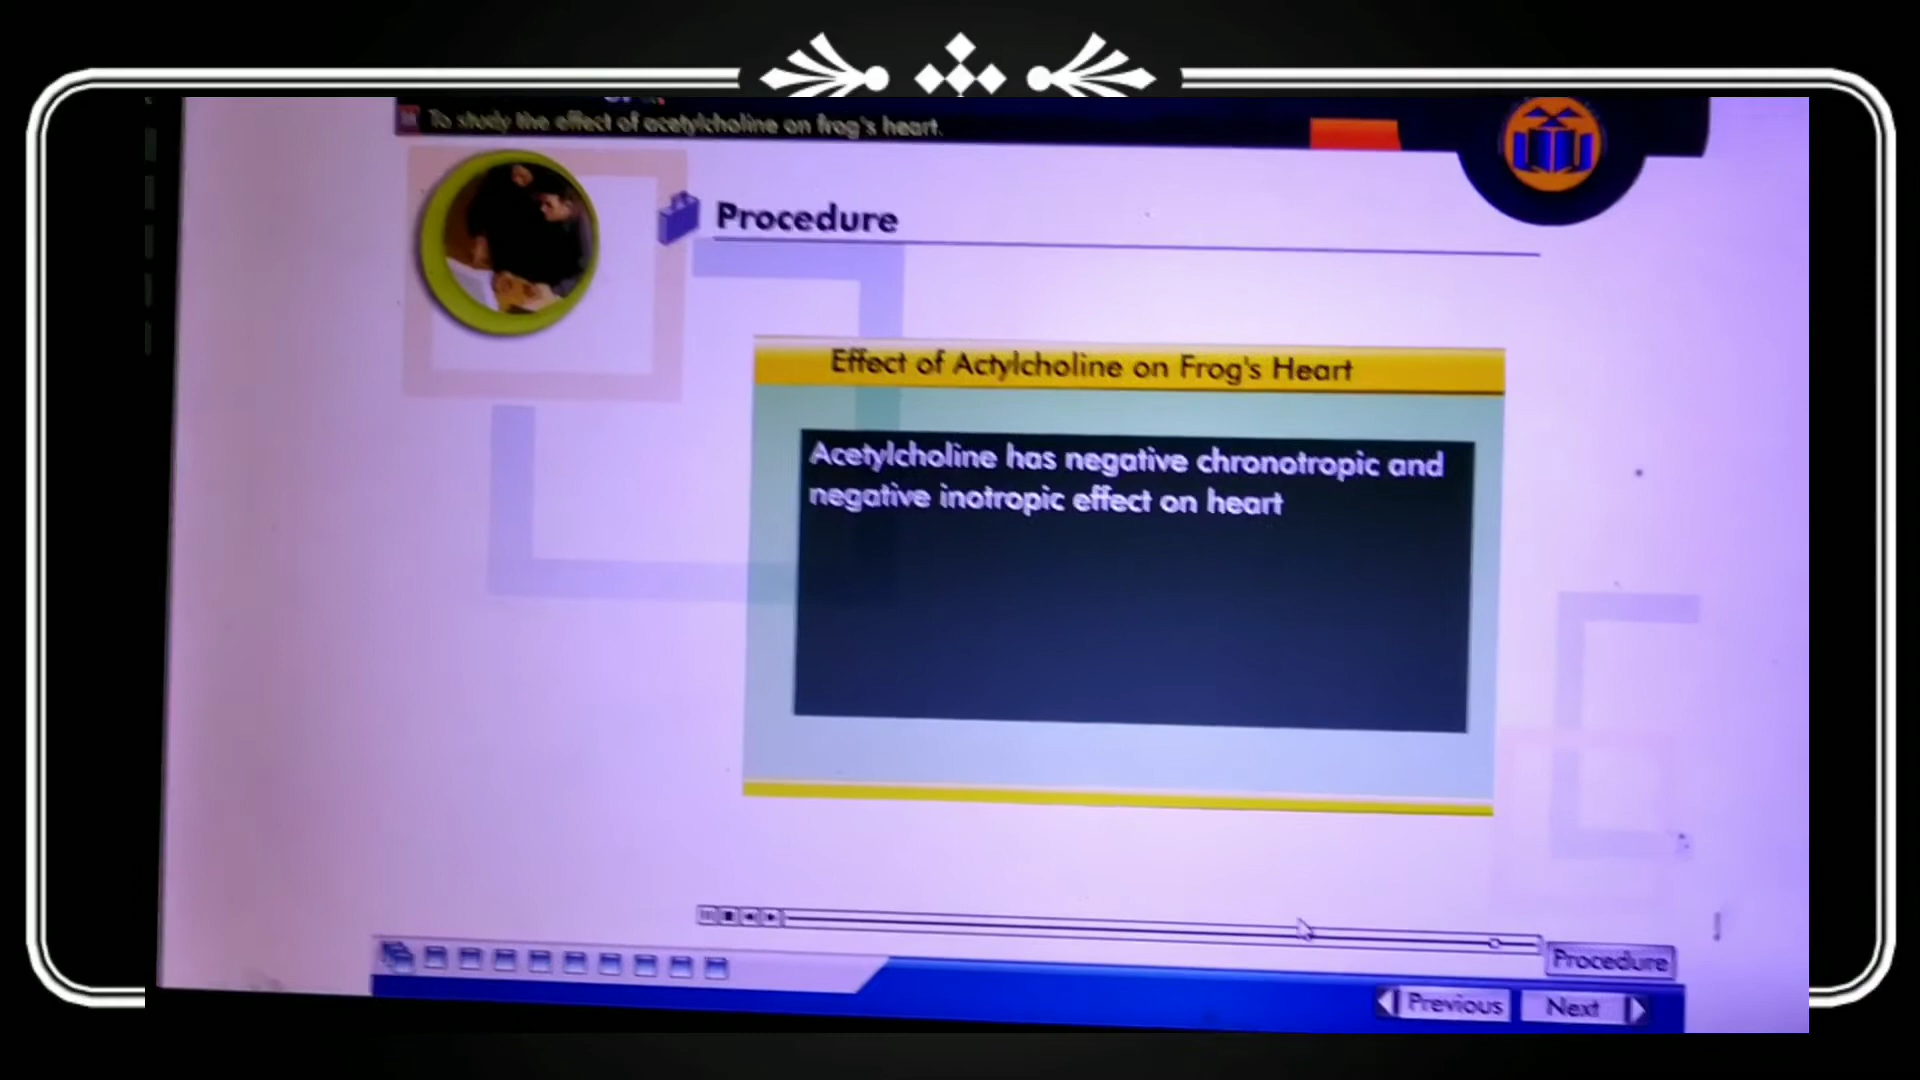 To study the effect of acetylcholine on frog's heart.
Procedure
Effect of Actylcholine on Frog's Heart
Acetylcholine has negative chronotropic and
negative inotropic effect on heart
Procedure
Previous
Next